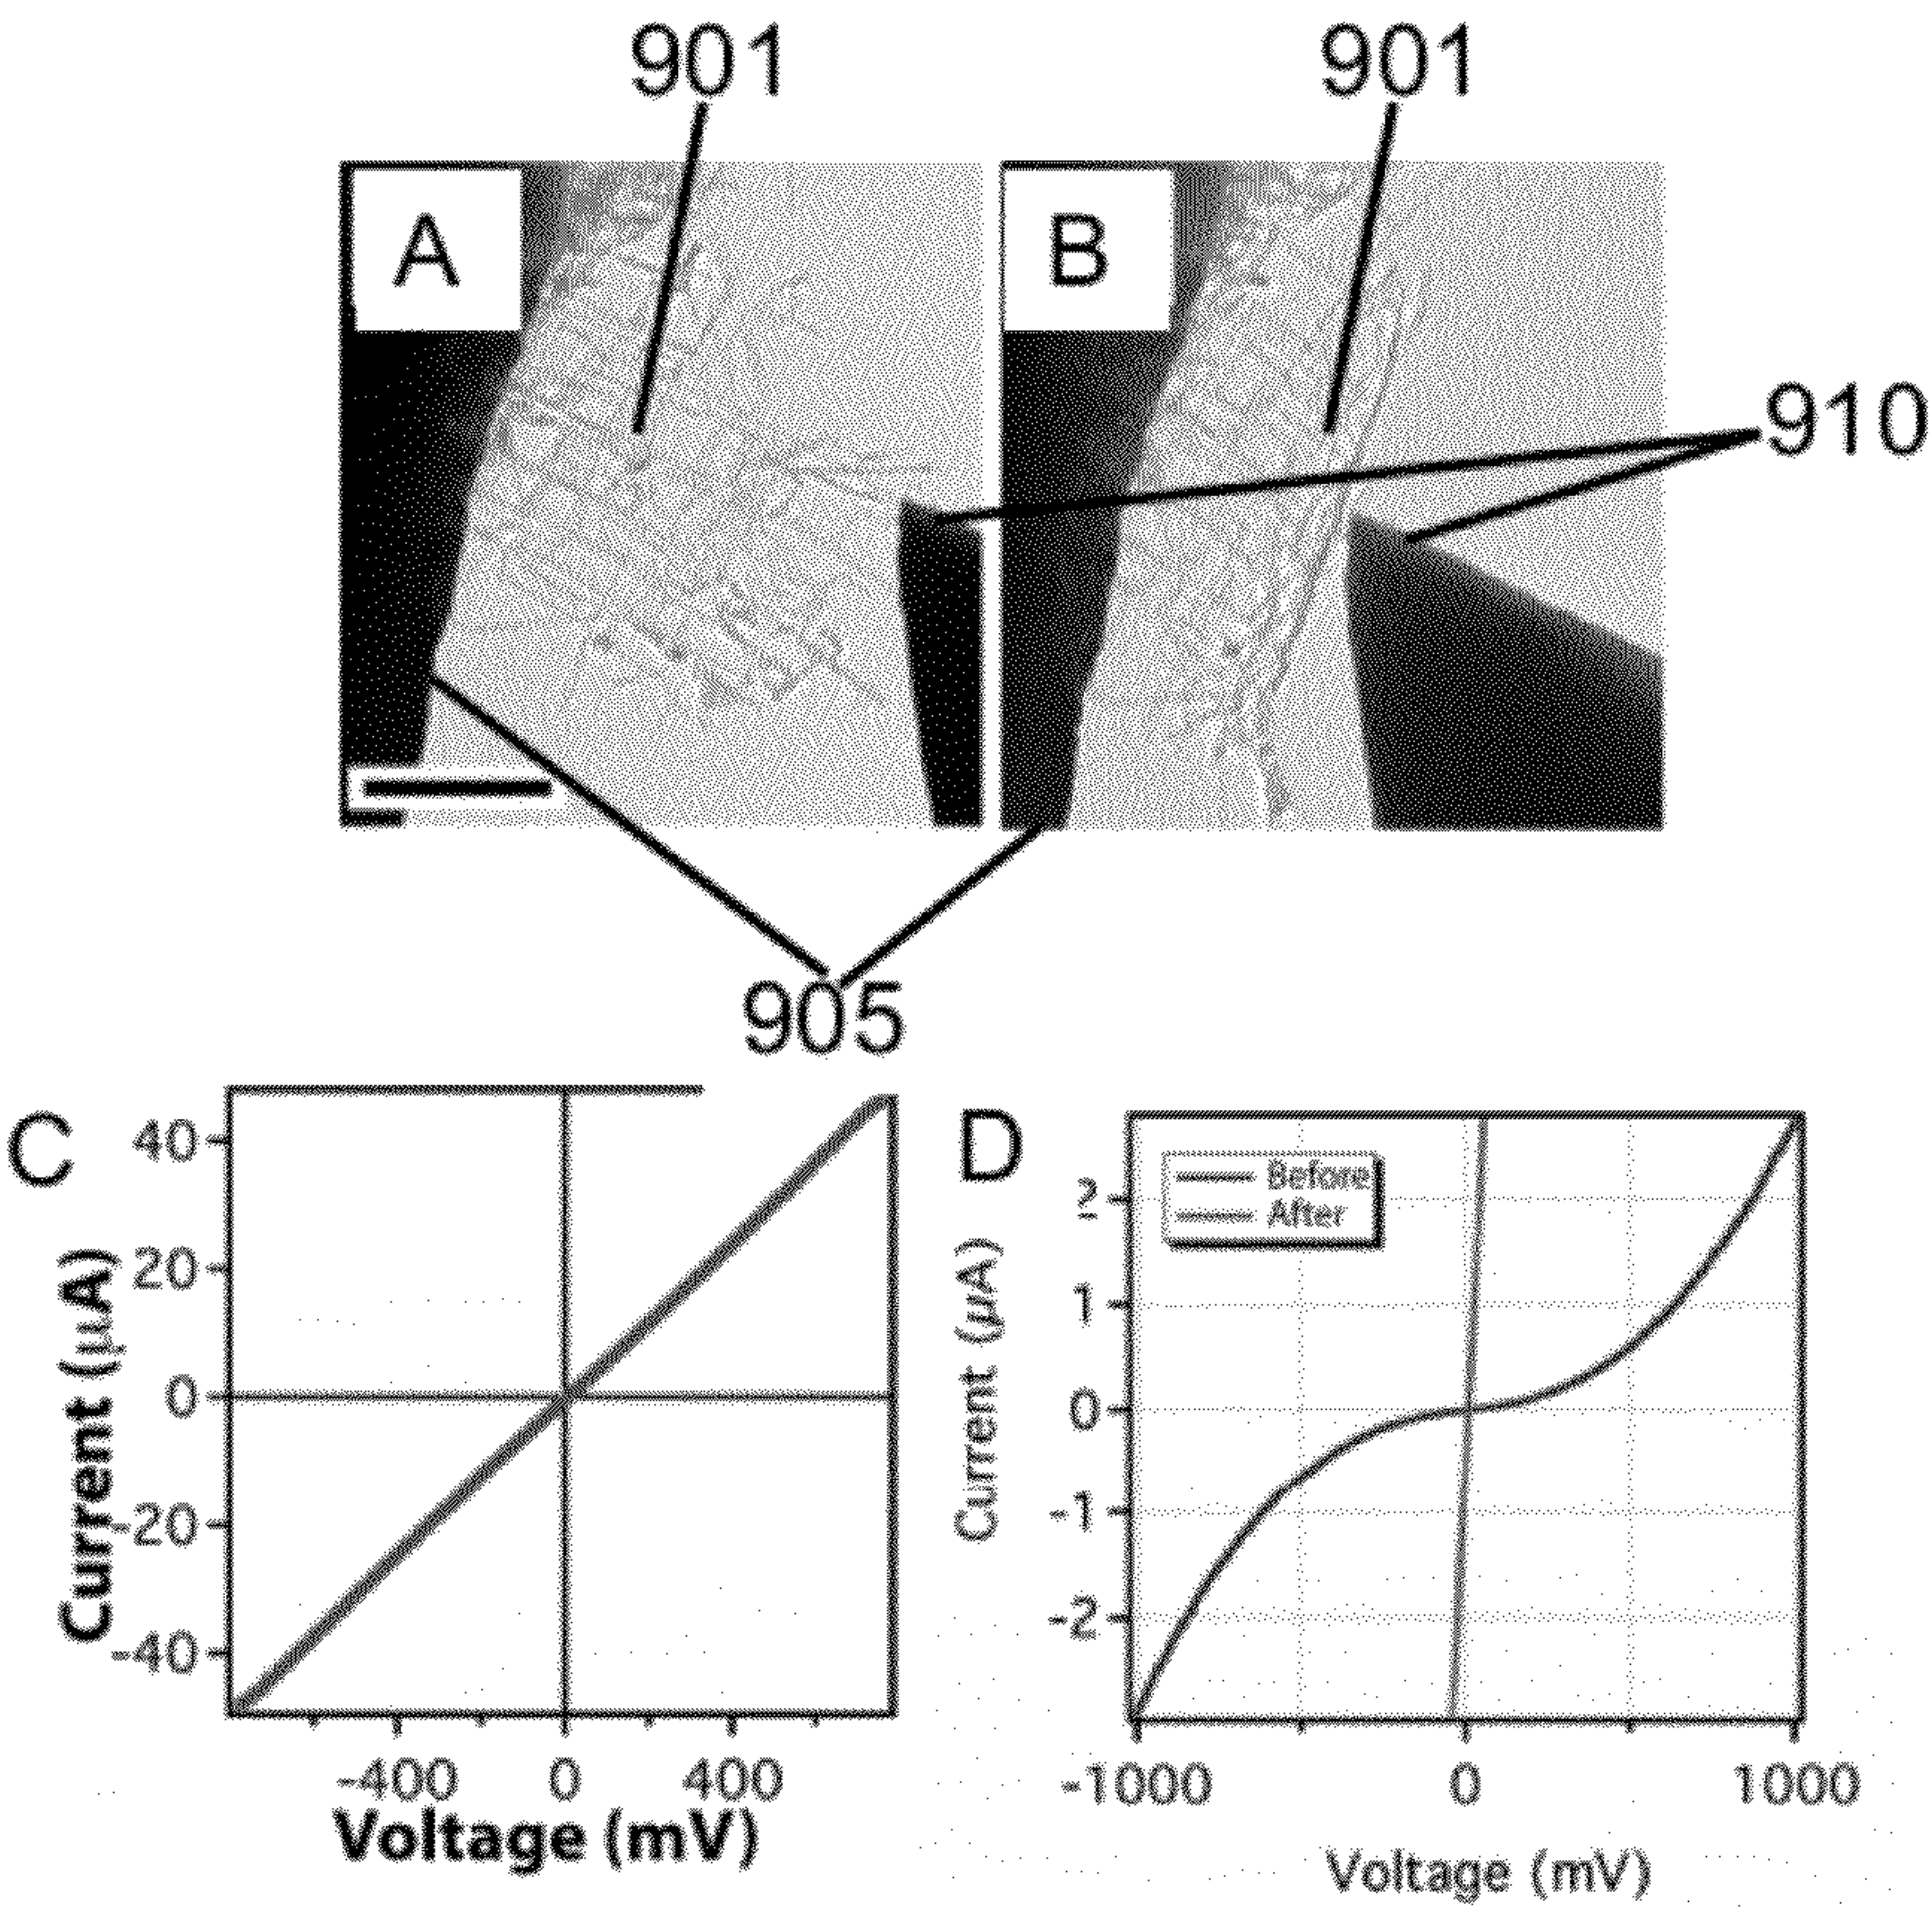 901 901
A B
910
905
C
40
20
0
-20
-40
Current (µA)
-400 0 400
Voltage (mV)
D
Before
After
2
1
0
-1
-2
Current (µA)
-1000 0 1000
Voltage (mV)